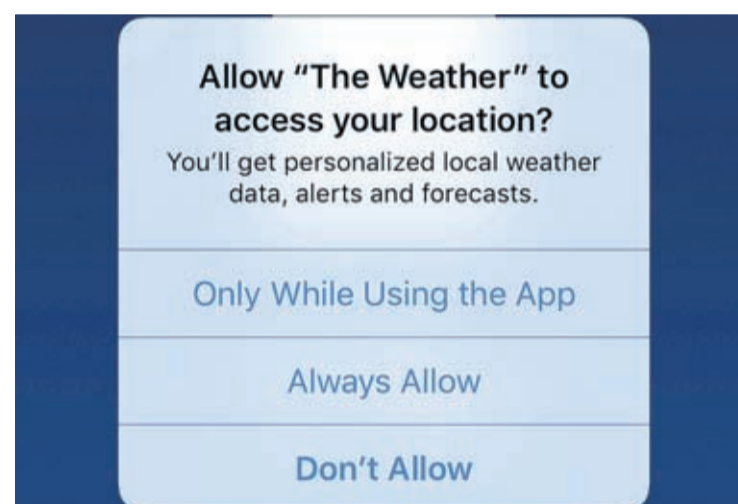 Allow “The Weather” to
access your location?
You’ll get personalized local weather
data, alerts and forecasts.
Only While Using the App
Always Allow
Don’t Allow